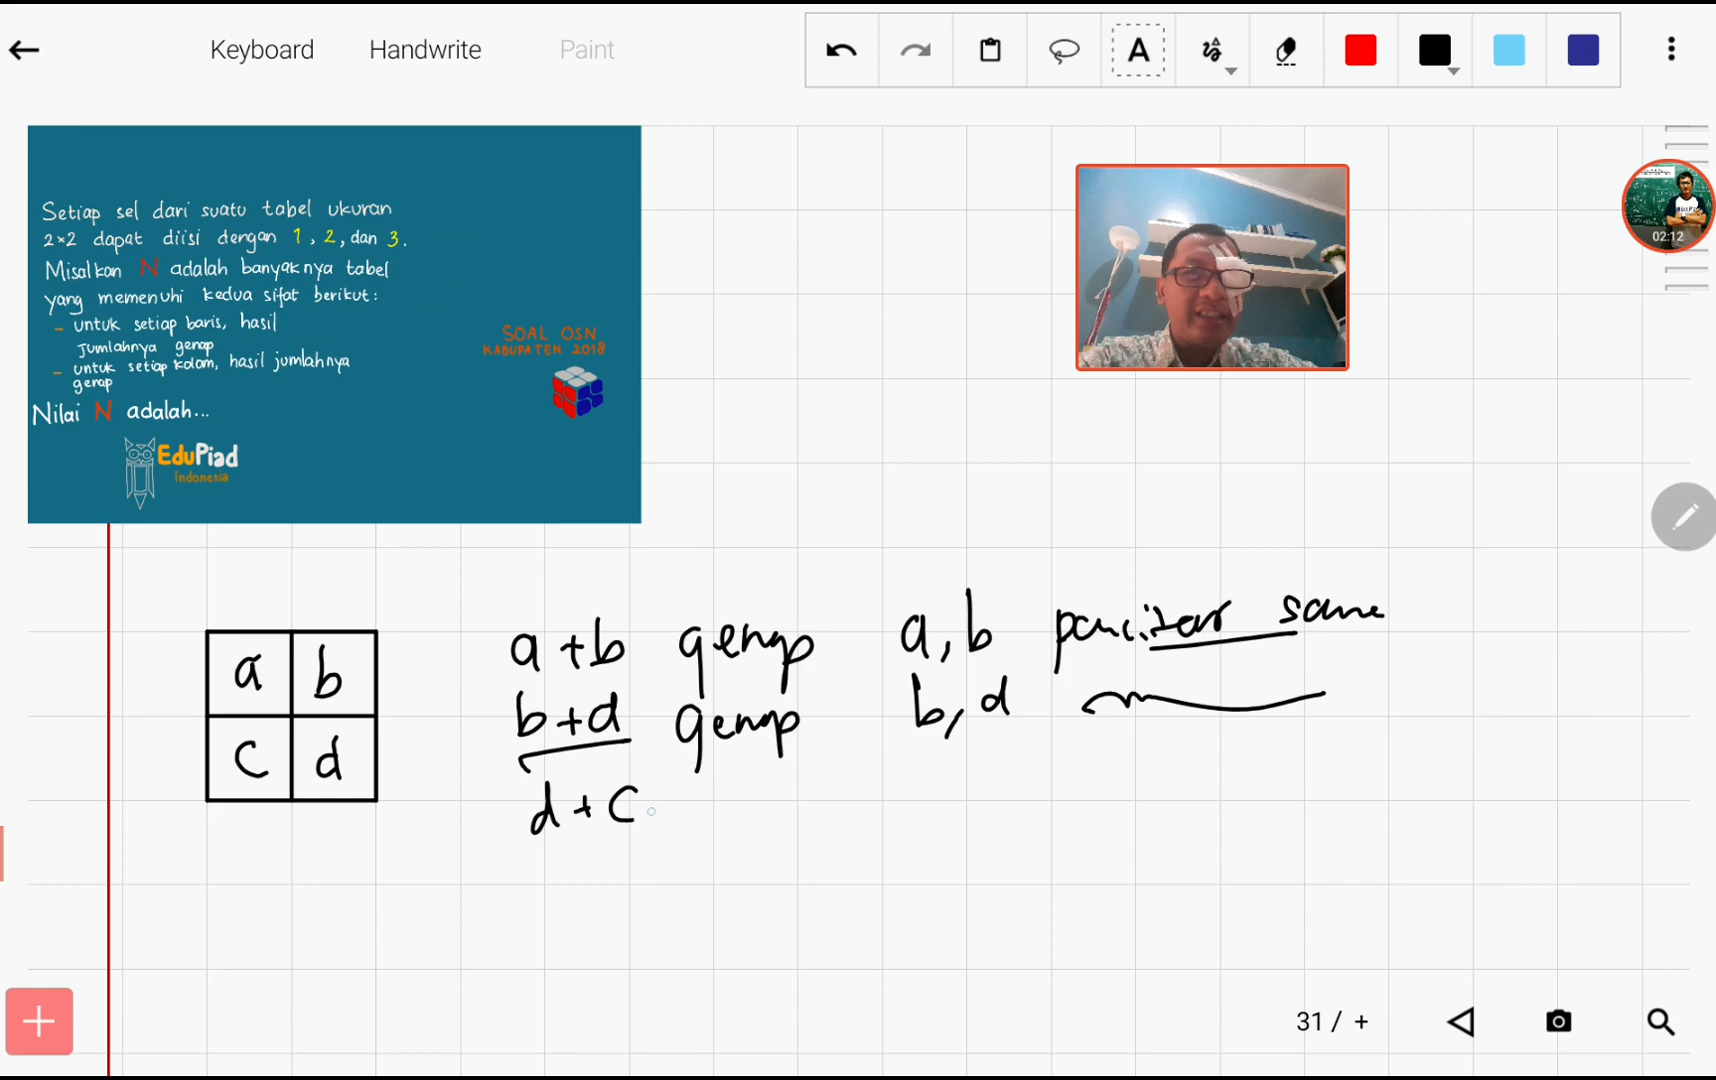 Keyboard Handwrite Paint A
Setiap sel dari suatu tabel ukuran
2×2 dapat diisi dengan 1, 2, dan 3.
Misalkan N adalah banyaknya tabel
yang memenuhi kedua sifat berikut:
- untuk setiap baris, hasil
jumlahnya genap
- untuk setiap kolom, hasil jumlahnya
genap
Nilai N adalah...
SOAL OSN
KABUPATEN 2018
EduPiad
Indonesia
02:12
a b
c d
a+b genap a, b paritas sama
b+d genap b, d
d+c
31 / +